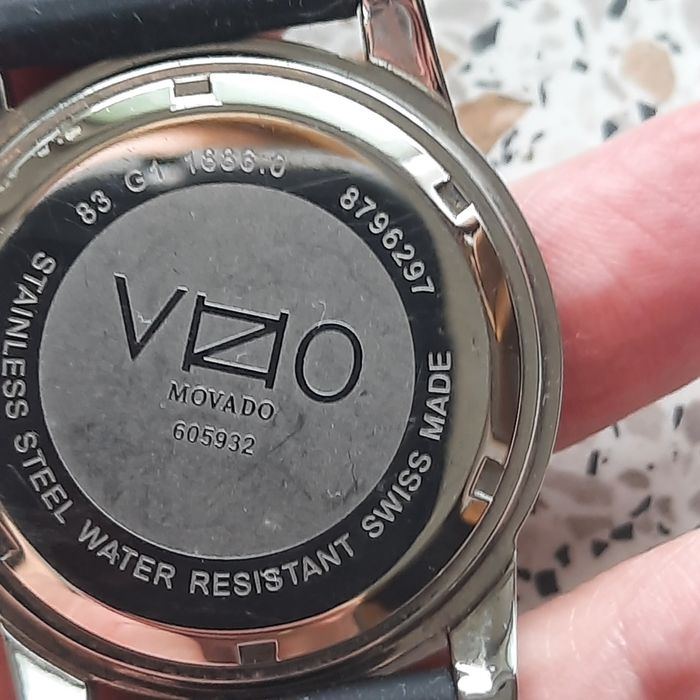 83 G1 1886.0
8796297
VIZIO
MOVADO
605932
STAINLESS STEEL WATER RESISTANT SWISS MADE